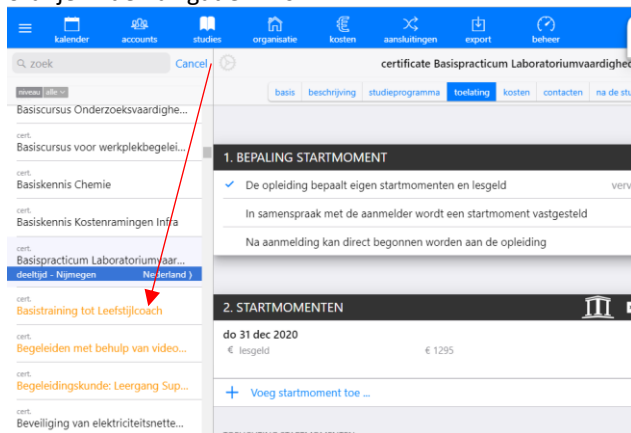 kalender accounts studies organisatie kosten aansluitingen export beheer
zoek Cancel
certificate Basispracticum Laboratoriumvaardighe
niveau alle
basis beschrijving studieprogramma toelating kosten contacten na de stu
Basiscursus Onderzoeksvaardighe...
cert.
Basiscursus voor werkplekbegelei...
cert.
Basiskennis Chemie
cert.
Basiskennis Kostenramingen Infra
cert.
Basispracticum Laboratoriumvaar...
deeltijd - Nijmegen Nederland )
cert.
Basistraining tot Leefstijlcoach
cert.
Begeleiden met behulp van video...
cert.
Begeleidingskunde: Leergang Sup...
cert.
Beveiliging van elektriciteitsnette...
1. BEPALING STARTMOMENT
De opleiding bepaalt eigen startmomenten en lesgeld verv
In samenspraak met de aanmelder wordt een startmoment vastgesteld
Na aanmelding kan direct begonnen worden aan de opleiding
2. STARTMOMENTEN
do 31 dec 2020
€ lesgeld € 1295
+ Voeg startmoment toe ...